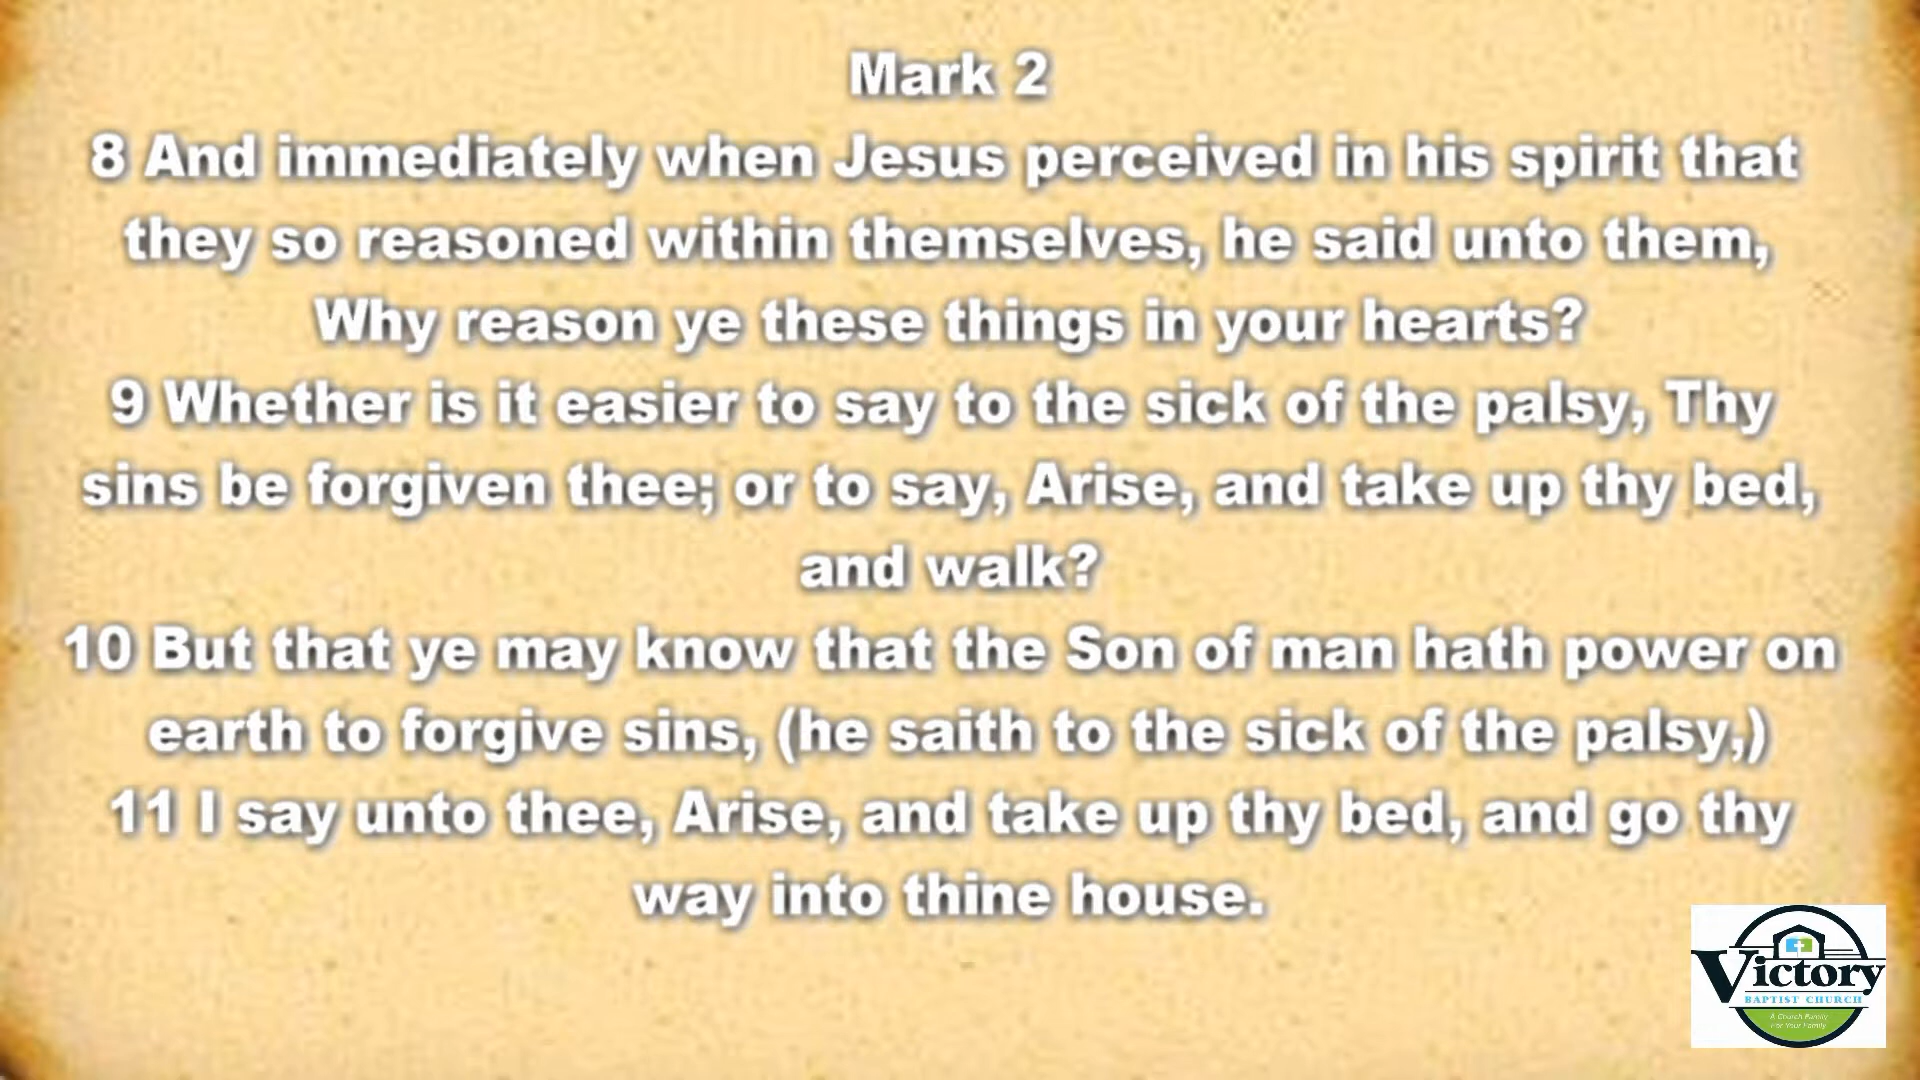 Mark 2
8 And immediately when Jesus perceived in his spirit that
they so reasoned within themselves, he said unto them,
Why reason ye these things in your hearts?
9 Whether is it easier to say to the sick of the palsy, Thy
sins be forgiven thee; or to say, Arise, and take up thy bed,
and walk?
10 But that ye may know that the Son of man hath power on
earth to forgive sins, (he saith to the sick of the palsy,)
11 I say unto thee, Arise, and take up thy bed, and go thy
way into thine house.
Victory
BAPTIST CHURCH
A Church Family
For Your Family